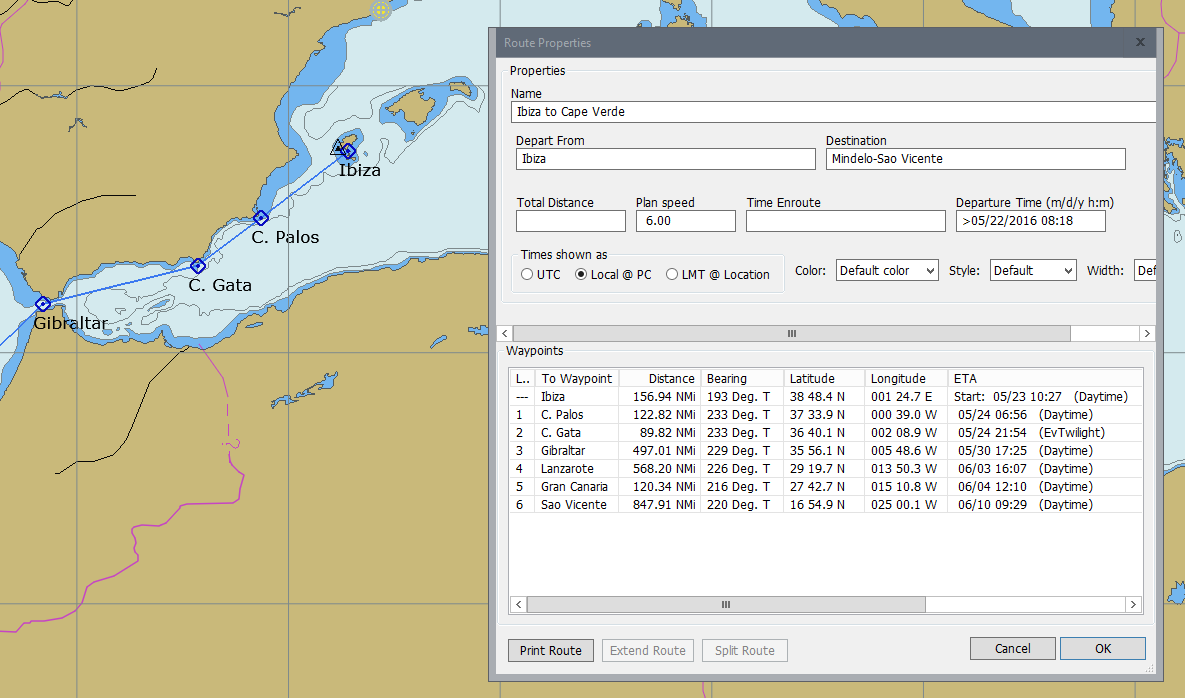 Ibiza
C. Palos
C. Gata
Gibraltar
Route Properties
Properties
Name
Ibiza to Cape Verde
Depart From Destination
Ibiza Mindelo-Sao Vicente
Total Distance Plan speed Time Enroute Departure Time (m/d/y h:m)
6.00 >05/22/2016 08:18
Times shown as
UTC Local @ PC LMT @ Location Color: Default color Style: Default Width: Def
Waypoints
L.. To Waypoint Distance Bearing Latitude Longitude ETA
--- Ibiza 156.94 NMi 193 Deg. T 38 48.4 N 001 24.7 E Start: 05/23 10:27 (Daytime)
1 C. Palos 122.82 NMi 233 Deg. T 37 33.9 N 000 39.0 W 05/24 06:56 (Daytime)
2 C. Gata 89.82 NMi 233 Deg. T 36 40.1 N 002 08.9 W 05/24 21:54 (EvTwilight)
3 Gibraltar 497.01 NMi 229 Deg. T 35 56.1 N 005 48.6 W 05/30 17:25 (Daytime)
4 Lanzarote 568.20 NMi 226 Deg. T 29 19.7 N 013 50.3 W 06/03 16:07 (Daytime)
5 Gran Canaria 120.34 NMi 216 Deg. T 27 42.7 N 015 10.8 W 06/04 12:10 (Daytime)
6 Sao Vicente 847.91 NMi 220 Deg. T 16 54.9 N 025 00.1 W 06/10 09:29 (Daytime)
Print Route Extend Route Split Route Cancel OK